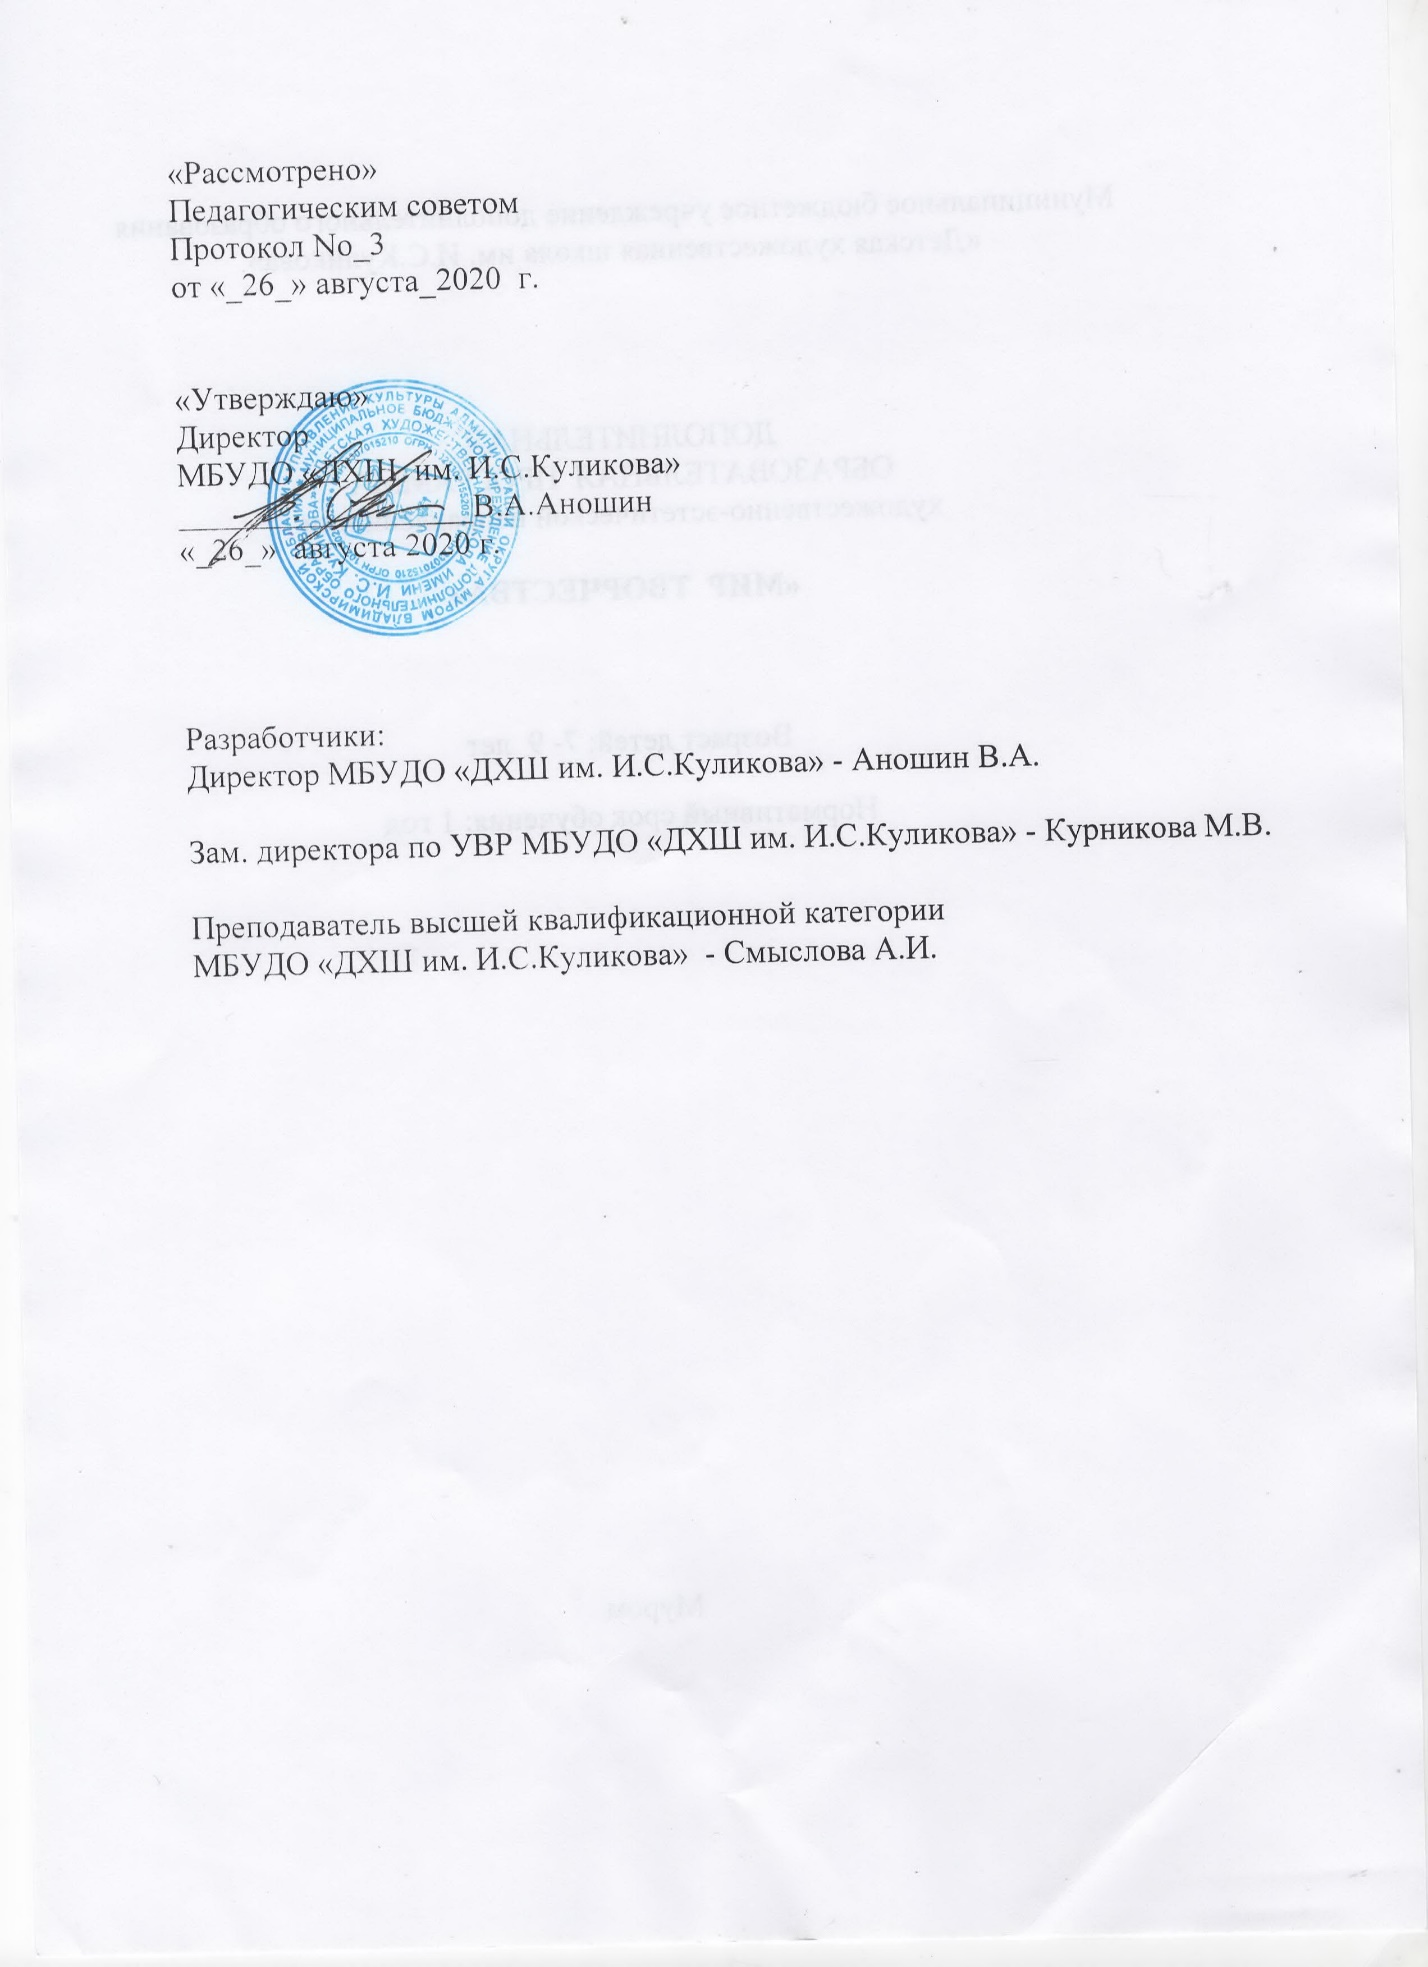 «Рассмотрено»
Педагогическим советом
Протокол No_3
от «_26_» августа_2020 г.
«Утверждаю»
Директор
МБУДО «ДХШ им. И.С.Куликова»
В.А.Аношин
«_26_» августа 2020 г.
Разработчики:
Директор МБУДО «ДХШ им. И.С.Куликова» - Аношин В.А.
Зам. директора по УВР МБУДО «ДХШ им. И.С.Куликова» - Курникова М.В.
Преподаватель высшей квалификационной категории
МБУДО «ДХШ им. И.С.Куликова» - Смыслова А.И.